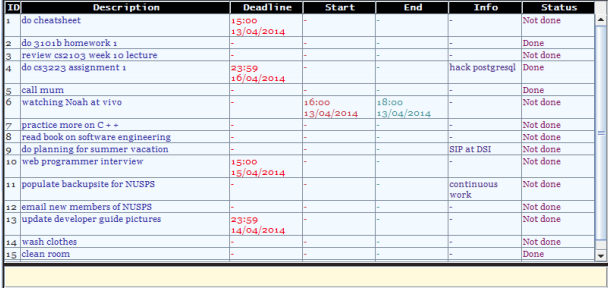 ID Description Deadline Start End Info Status
1 do cheatsheet 15:00 - - - Not done
13/04/2014
2 do 3101b homework 1 - - - - Done
3 review cs2103 week 10 lecture - - - - Not done
4 do cs3223 assignment 1 23:59 - - hack postgresql Done
16/04/2014
5 call mum - - - - Done
6 watching Noah at vivo - 16:00 18:00 - Not done
13/04/2014 13/04/2014
7 practice more on C++ - - - - Not done
8 read book on software engineering - - - - Not done
9 do planning for summer vacation - - - SIP at DSI Not done
10 web programmer interview 15:00 - - - Not done
15/04/2014
11 populate backupsite for NUSPS - - - continuous Not done
work
12 email new members of NUSPS - - - - Not done
13 update developer guide pictures 23:59 - - - Not done
14/04/2014
14 wash clothes - - - - Not done
15 clean room - - - - Done